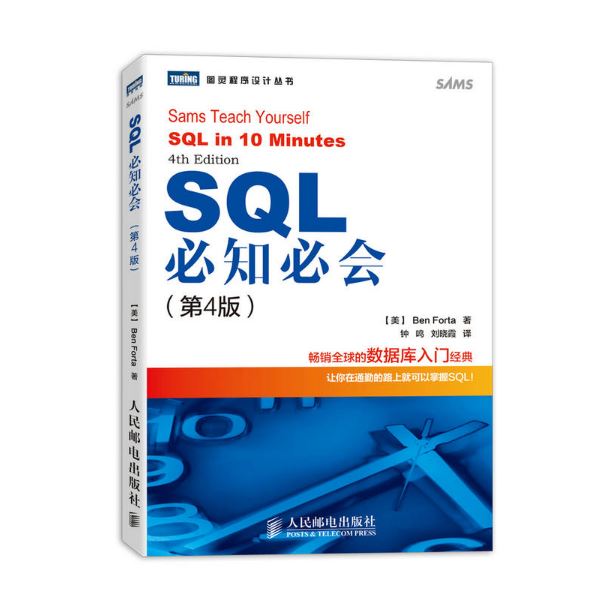 TURING
图灵程序设计丛书
SAMS
Sams Teach Yourself
SQL in 10 Minutes
4th Edition
SQL
必知必会
（第4版）
【美】 Ben Forta 著
钟 鸣 刘晓霞 译
畅销全球的数据库入门经典
让你在通勤的路上就可以掌握SQL！
人民邮电出版社
POSTS & TELECOM PRESS
SAMS
SQL
必知必会
（第4版）
【美】 Ben Forta 著
人民邮电出版社